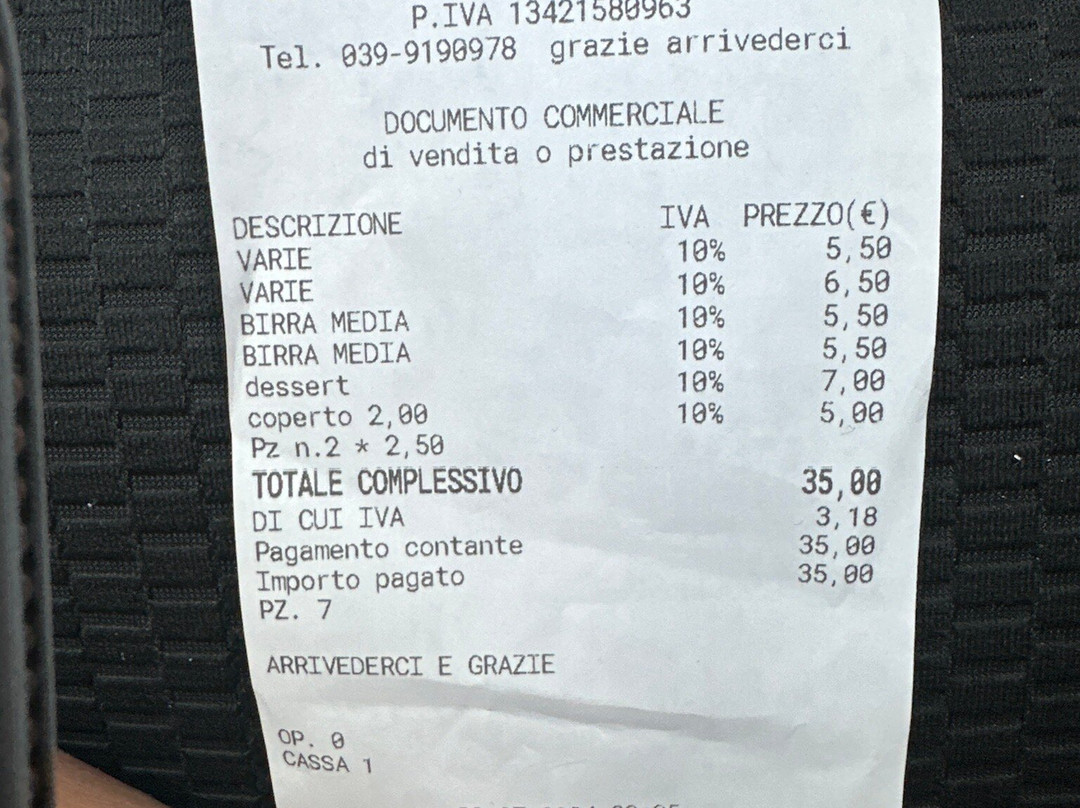 P.IVA 13421580963
Tel. 039-9190978 grazie arrivederci
DOCUMENTO COMMERCIALE
di vendita o prestazione
DESCRIZIONE IVA PREZZO(€)
VARIE 10% 5,50
VARIE 10% 6,50
BIRRA MEDIA 10% 5,50
BIRRA MEDIA 10% 5,50
dessert 10% 7,00
coperto 2,00 10% 5,00
Pz n.2 * 2,50
TOTALE COMPLESSIVO 35,00
DI CUI IVA 3,18
Pagamento contante 35,00
Importo pagato 35,00
PZ. 7
ARRIVEDERCI E GRAZIE
OP. 0
CASSA 1